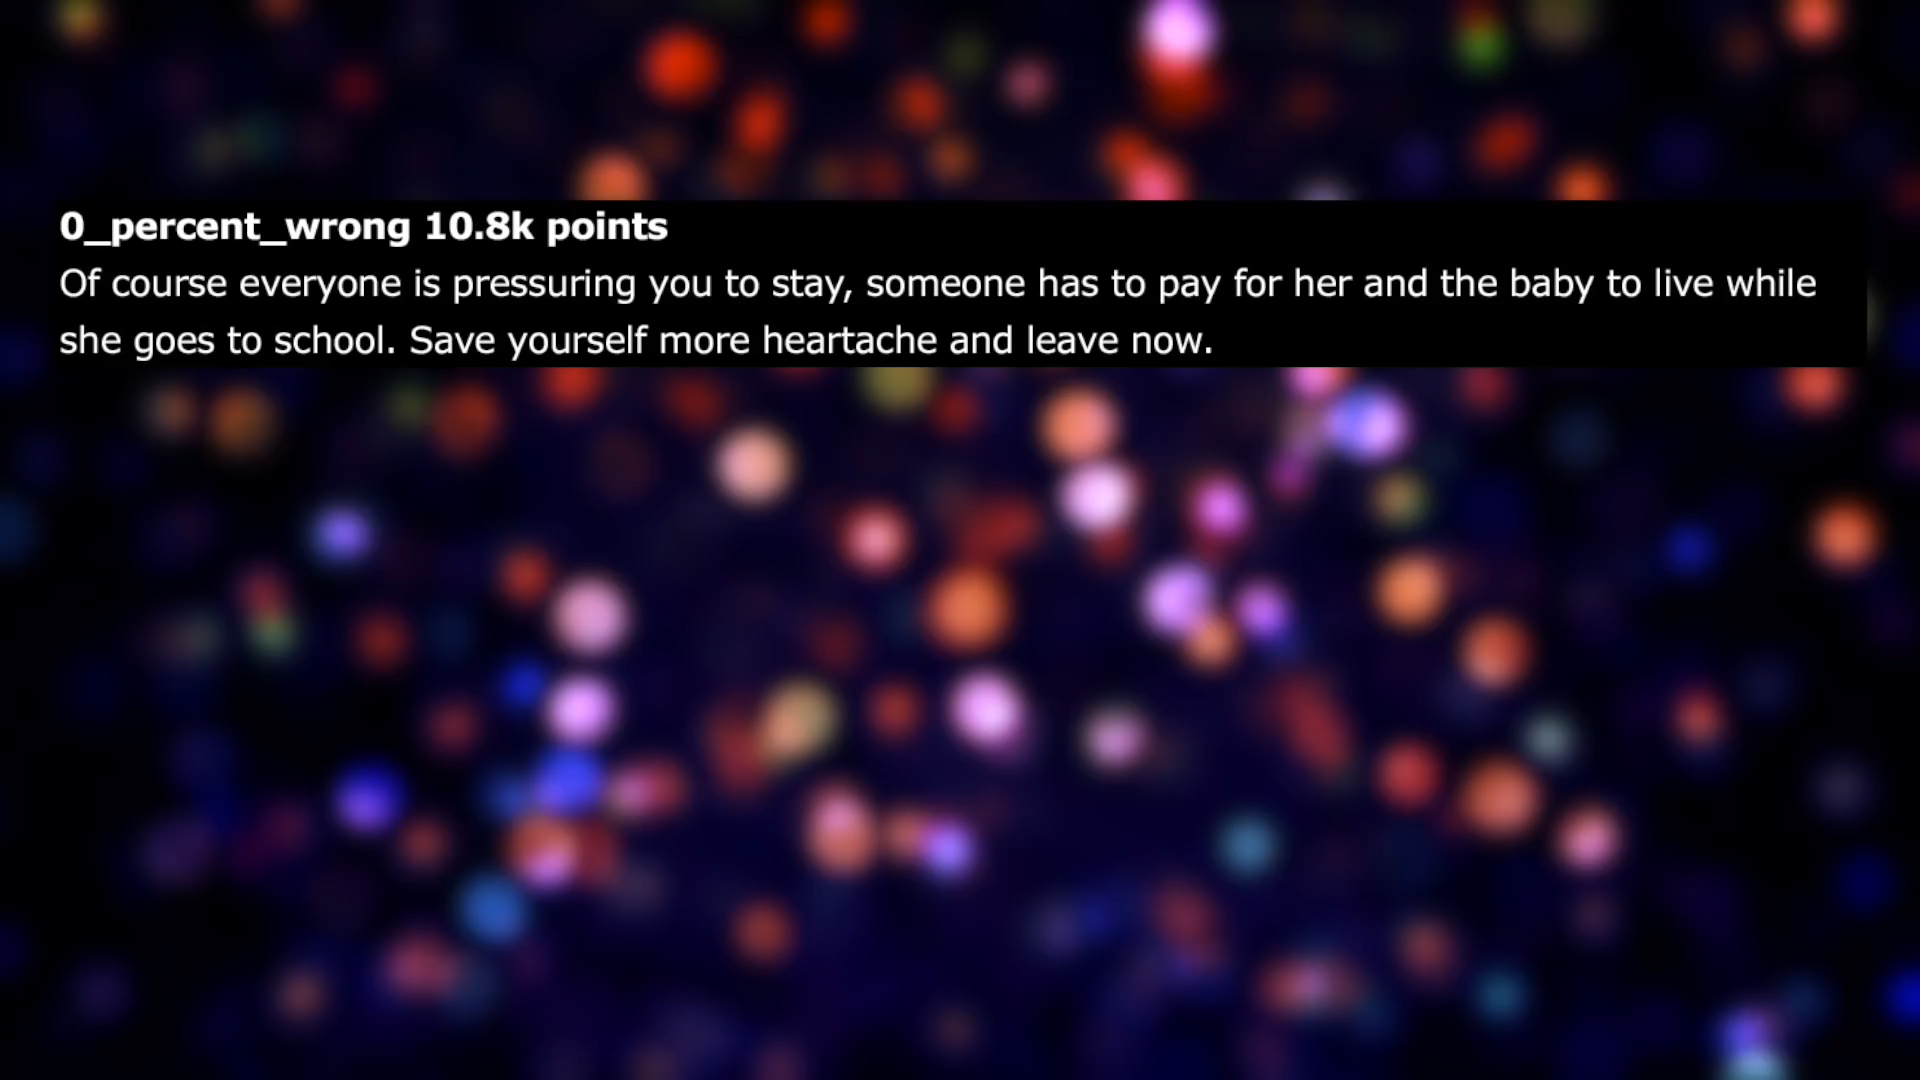 0_percent_wrong 10.8k points
Of course everyone is pressuring you to stay, someone has to pay for her and the baby to live while
she goes to school. Save yourself more heartache and leave now.